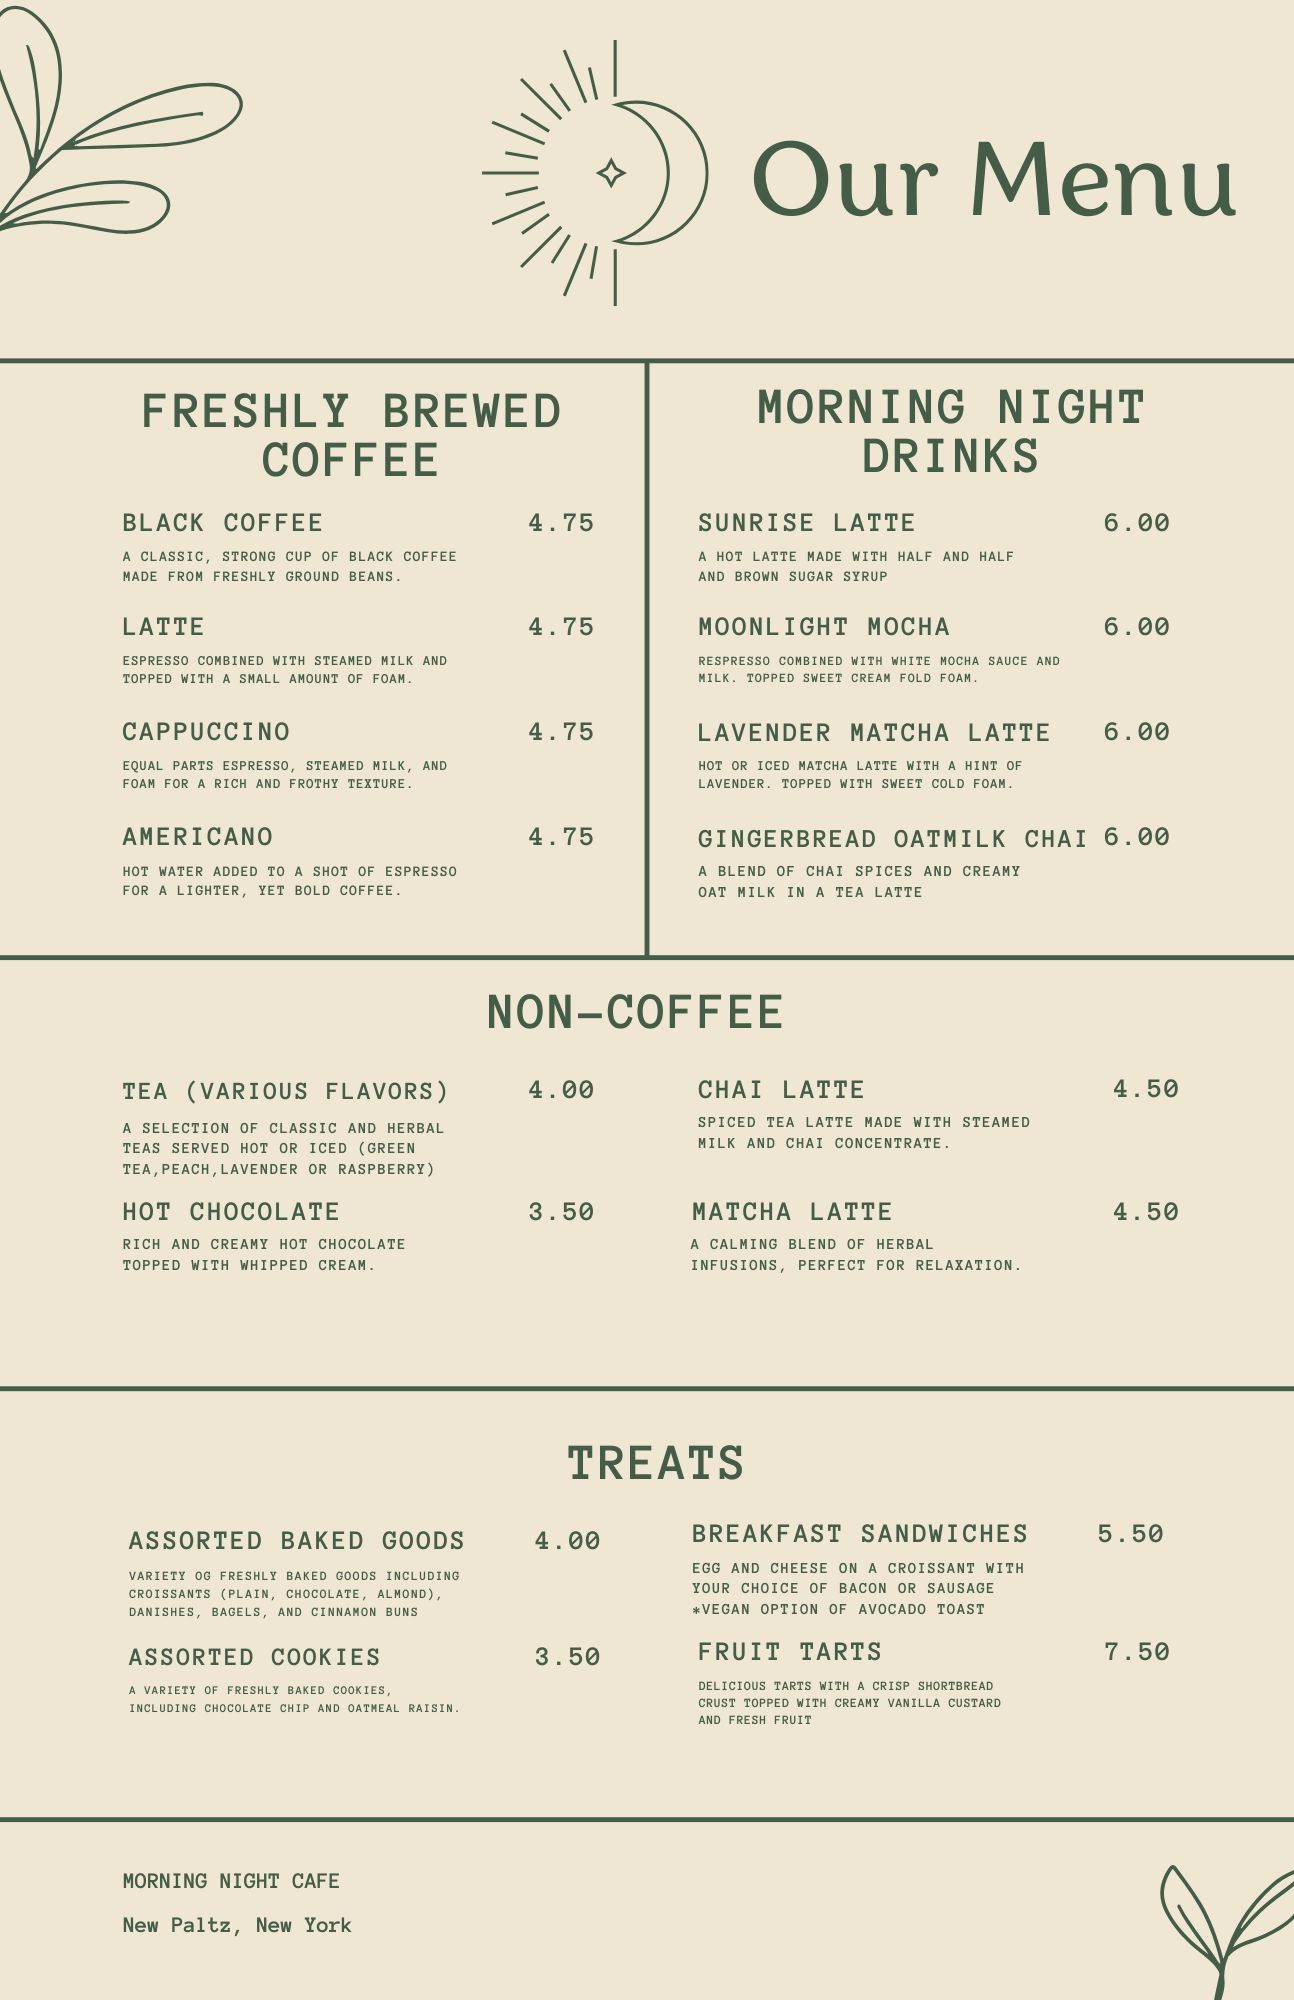 Our Menu
FRESHLY BREWED
COFFEE
BLACK COFFEE 4.75
A CLASSIC, STRONG CUP OF BLACK COFFEE
MADE FROM FRESHLY GROUND BEANS.
LATTE 4.75
ESPRESSO COMBINED WITH STEAMED MILK AND
TOPPED WITH A SMALL AMOUNT OF FOAM.
CAPPUCCINO 4.75
EQUAL PARTS ESPRESSO, STEAMED MILK, AND
FOAM FOR A RICH AND FROTHY TEXTURE.
AMERICANO 4.75
HOT WATER ADDED TO A SHOT OF ESPRESSO
FOR A LIGHTER, YET BOLD COFFEE.
MORNING NIGHT
DRINKS
SUNRISE LATTE 6.00
A HOT LATTE MADE WITH HALF AND HALF
AND BROWN SUGAR SYRUP
MOONLIGHT MOCHA 6.00
RESPRESSO COMBINED WITH WHITE MOCHA SAUCE AND
MILK. TOPPED SWEET CREAM FOLD FOAM.
LAVENDER MATCHA LATTE 6.00
HOT OR ICED MATCHA LATTE WITH A HINT OF
LAVENDER. TOPPED WITH SWEET COLD FOAM.
GINGERBREAD OATMILK CHAI 6.00
A BLEND OF CHAI SPICES AND CREAMY
OAT MILK IN A TEA LATTE
NON–COFFEE
TEA (VARIOUS FLAVORS) 4.00
A SELECTION OF CLASSIC AND HERBAL
TEAS SERVED HOT OR ICED (GREEN
TEA,PEACH,LAVENDER OR RASPBERRY)
HOT CHOCOLATE 3.50
RICH AND CREAMY HOT CHOCOLATE
TOPPED WITH WHIPPED CREAM.
CHAI LATTE 4.50
SPICED TEA LATTE MADE WITH STEAMED
MILK AND CHAI CONCENTRATE.
MATCHA LATTE 4.50
A CALMING BLEND OF HERBAL
INFUSIONS, PERFECT FOR RELAXATION.
TREATS
ASSORTED BAKED GOODS 4.00
VARIETY OG FRESHLY BAKED GOODS INCLUDING
CROISSANTS (PLAIN, CHOCOLATE, ALMOND),
DANISHES, BAGELS, AND CINNAMON BUNS
ASSORTED COOKIES 3.50
A VARIETY OF FRESHLY BAKED COOKIES,
INCLUDING CHOCOLATE CHIP AND OATMEAL RAISIN.
BREAKFAST SANDWICHES 5.50
EGG AND CHEESE ON A CROISSANT WITH
YOUR CHOICE OF BACON OR SAUSAGE
*VEGAN OPTION OF AVOCADO TOAST
FRUIT TARTS 7.50
DELICIOUS TARTS WITH A CRISP SHORTBREAD
CRUST TOPPED WITH CREAMY VANILLA CUSTARD
AND FRESH FRUIT
MORNING NIGHT CAFE
New Paltz, New York